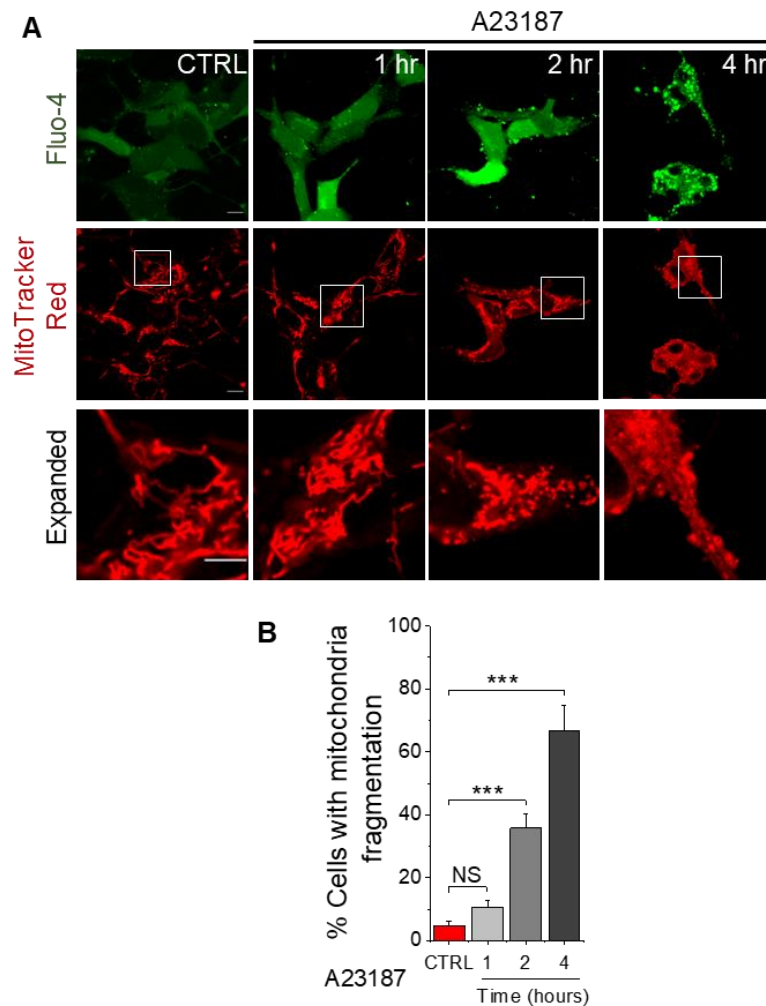 A
A23187
CTRL
1 hr
2 hr
4 hr
Fluo-4
MitoTracker
Red
Expanded
B
% Cells with mitochondria
fragmentation
100
80
60
40
20
0
***
***
NS
CTRL 1 2 4
A23187
Time (hours)